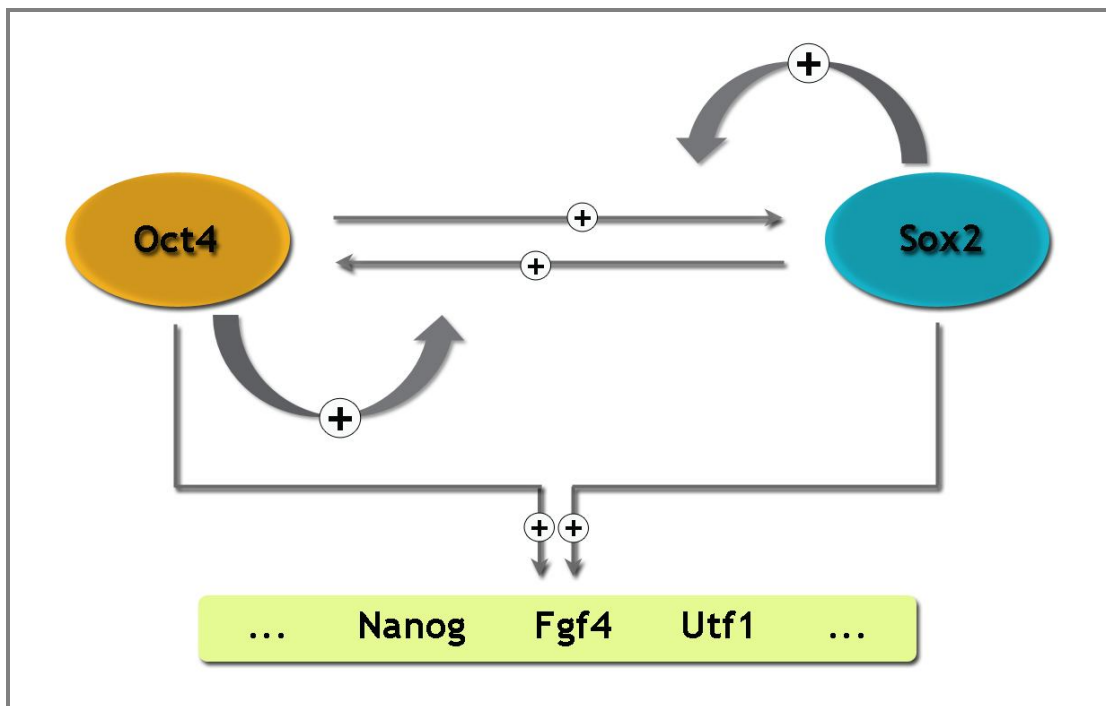 +
Oct4
+
Sox2
+
+
+ +
... Nanog Fgf4 Utf1 ...